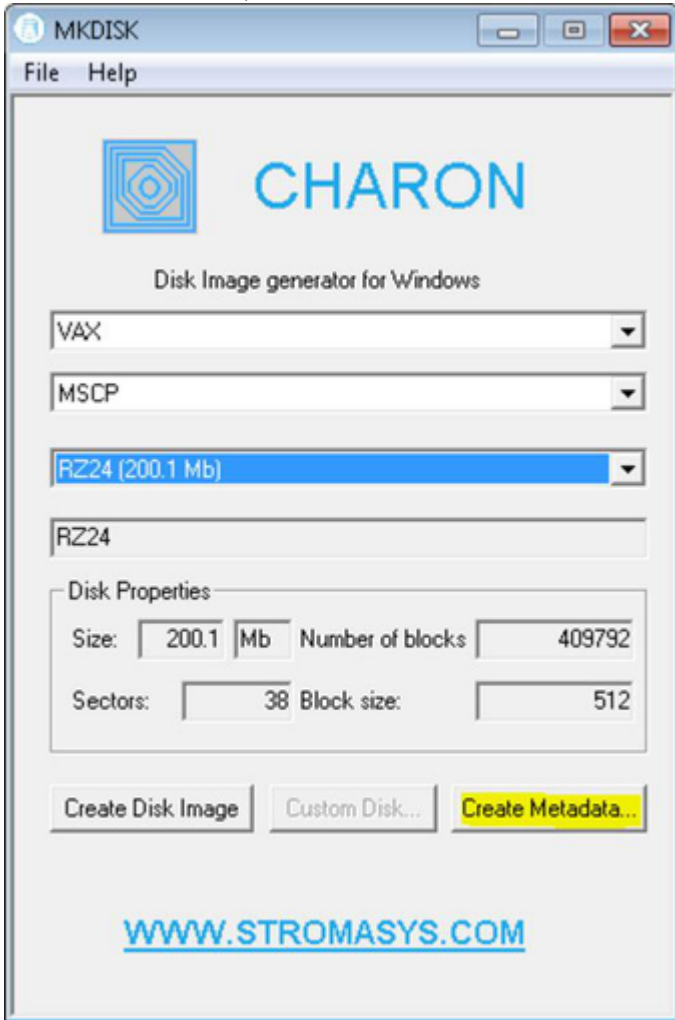 MKDISK
File Help
CHARON
Disk Image generator for Windows
VAX
MSCP
RZ24 (200.1 Mb)
RZ24
Disk Properties
Size: 200.1 Mb Number of blocks 409792
Sectors: 38 Block size: 512
Create Disk Image Custom Disk... Create Metadata...
WWW.STROMASYS.COM